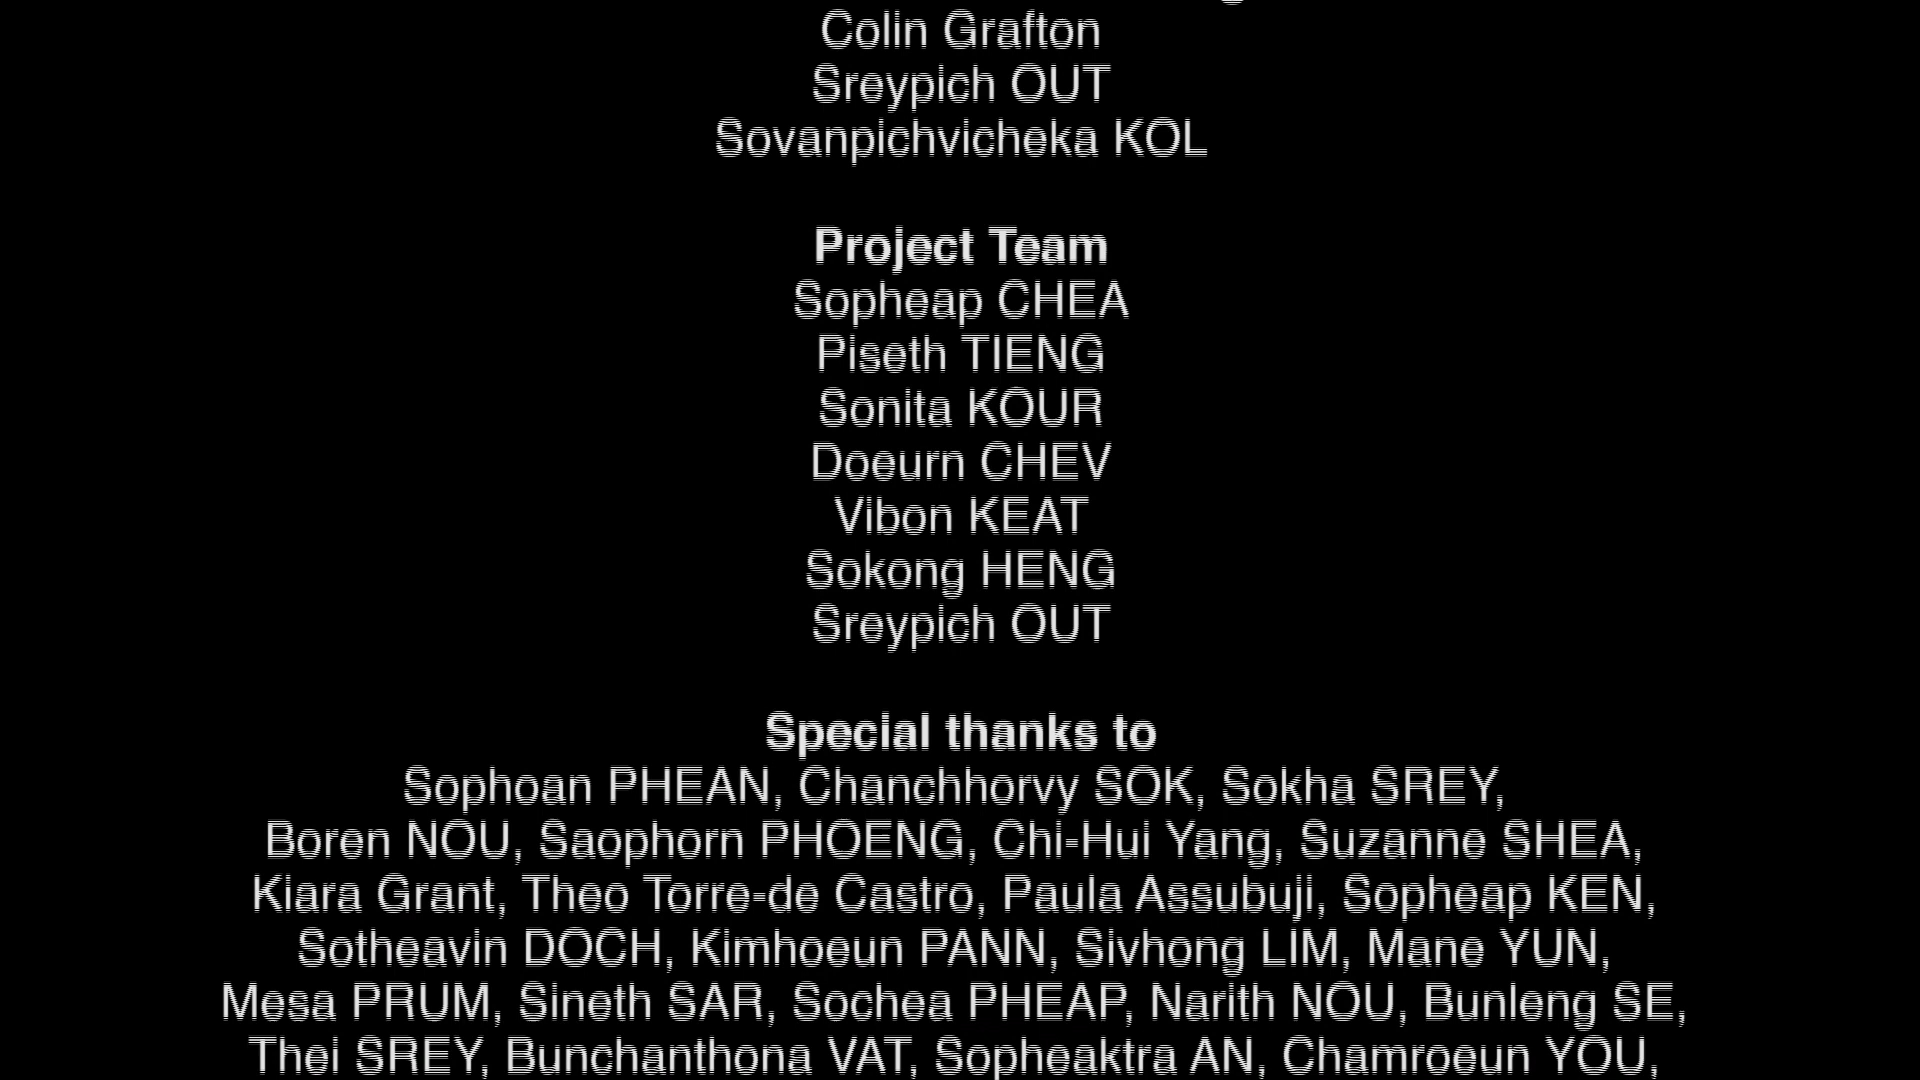 Colin Grafton
Sreypich OUT
Sovanpichvicheka KOL
Project Team
Sopheap CHEA
Piseth TIENG
Sonita KOUR
Doeurn CHEV
Vibon KEAT
Sokong HENG
Sreypich OUT
Special thanks to
Sophoan PHEAN, Chanchhorvy SOK, Sokha SREY,
Boren NOU, Saophorn PHOENG, Chi-Hui Yang, Suzanne SHEA,
Kiara Grant, Theo Torre-de Castro, Paula Assubuji, Sopheap KEN,
Sotheavin DOCH, Kimhoeun PANN, Sivhong LIM, Mane YUN,
Mesa PRUM, Sineth SAR, Sochea PHEAP, Narith NOU, Bunleng SE,
Thei SREY, Bunchanthona VAT, Sopheaktra AN, Chamroeun YOU,